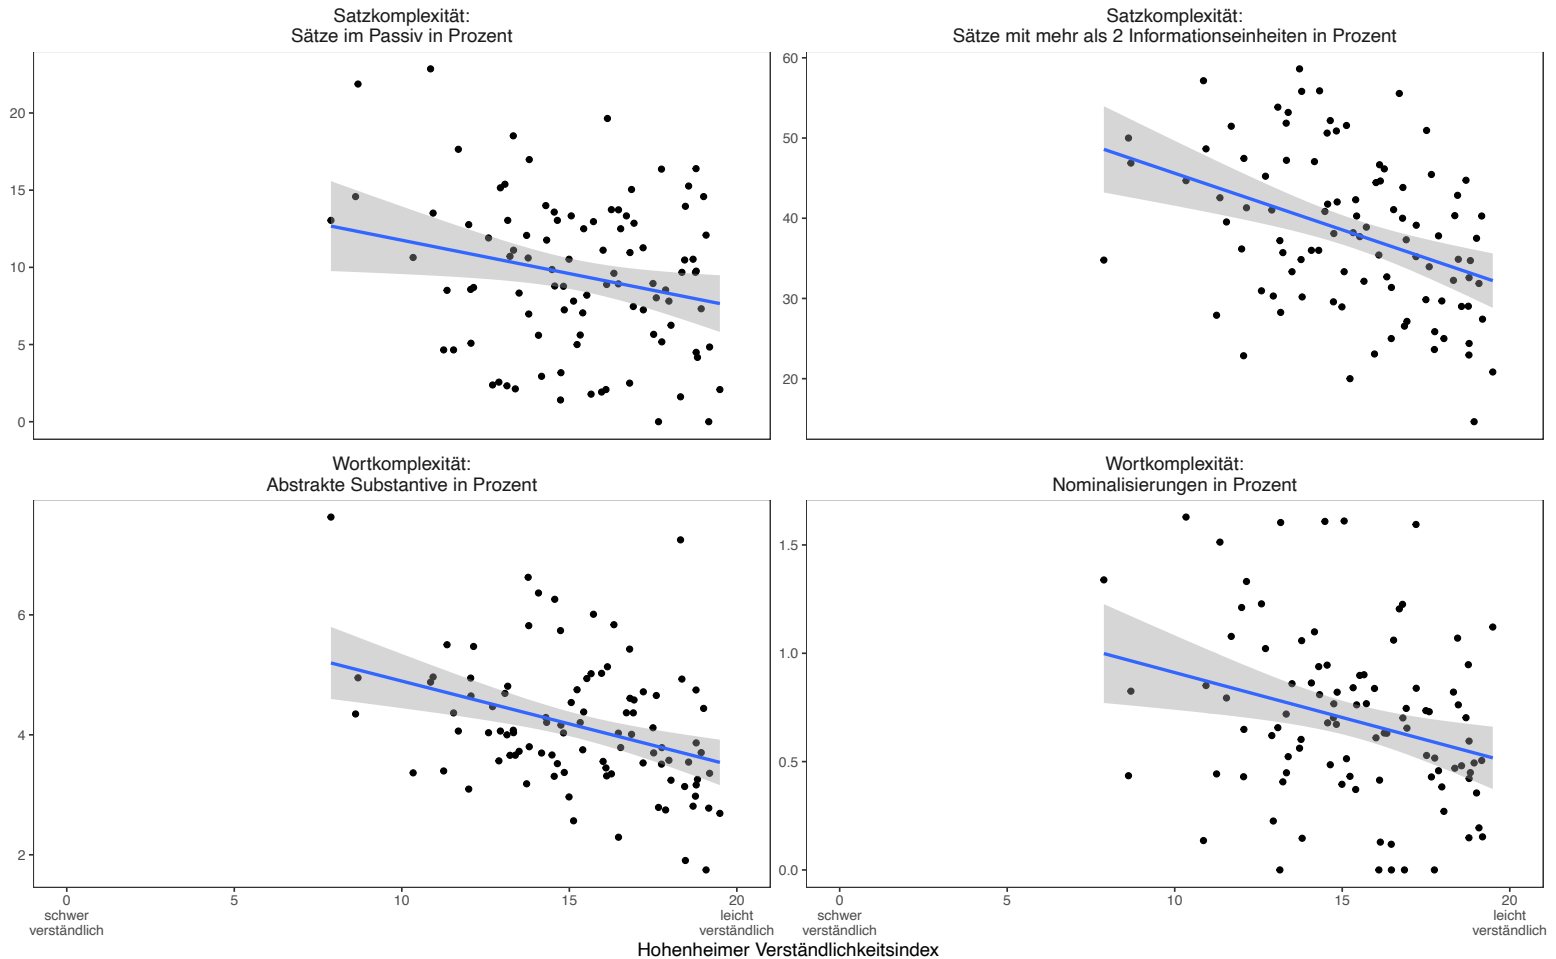 Satzkomplexität:
Sätze im Passiv in Prozent
Satzkomplexität:
Sätze mit mehr als 2 Informationseinheiten in Prozent
20
15
10
5
0
60
50
40
30
20
Wortkomplexität:
Abstrakte Substantive in Prozent
Wortkomplexität:
Nominalisierungen in Prozent
6
4
2
1.5
1.0
0.5
0.0
0
schwer
verständlich
5
10
15
20
leicht
verständlich
0
schwer
verständlich
5
10
15
20
leicht
verständlich
Hohenheimer Verständlichkeitsindex